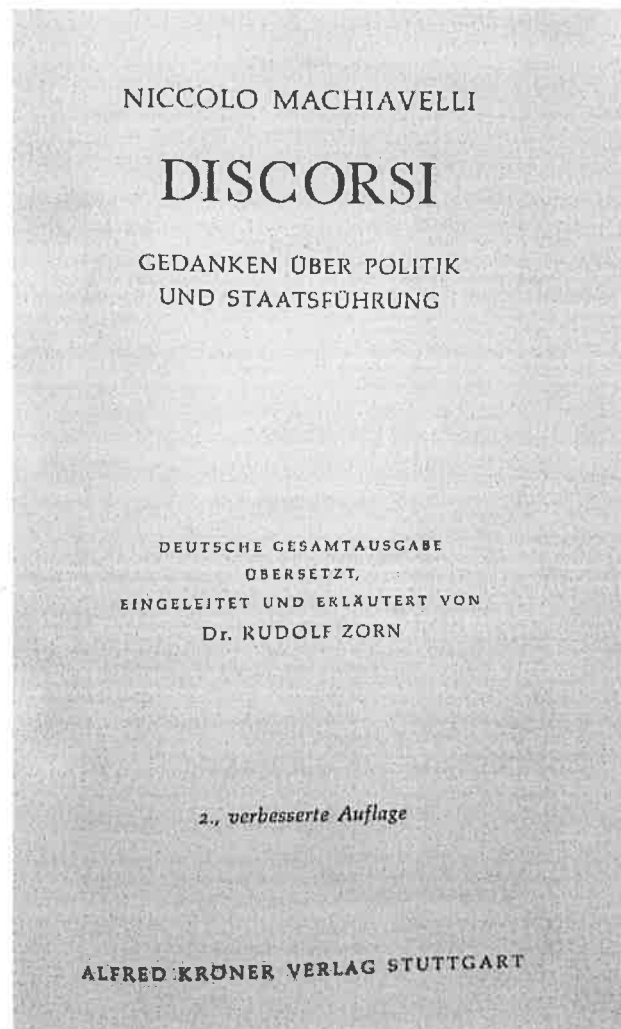 NICCOLO MACHIAVELLI
DISCORSI
GEDANKEN ÜBER POLITIK
UND STAATSFÜHRUNG
DEUTSCHE GESAMTAUSGABE
ÜBERSETZT,
EINGELEITET UND ERLÄUTERT VON
Dr. RUDOLF ZORN
2., verbesserte Auflage
ALFRED KRÖNER VERLAG STUTTGART